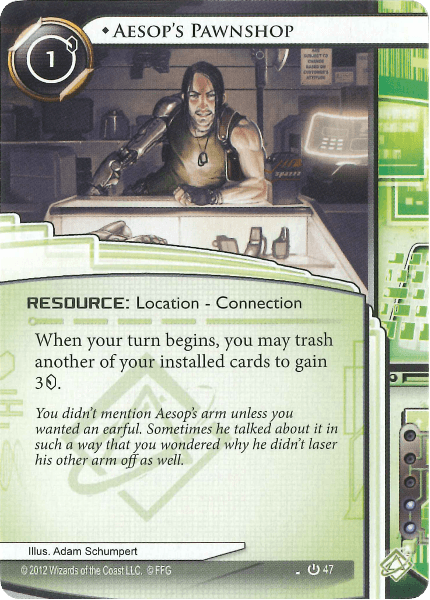 1
◆ AESOP'S PAWNSHOP
RESOURCE: Location - Connection
When your turn begins, you may trash
another of your installed cards to gain
3.
You didn't mention Aesop's arm unless you
wanted an earful. Sometimes he talked about it in
such a way that you wondered why he didn't laser
his other arm off as well.
Illus. Adam Schumpert
© 2012 Wizards of the Coast LLC. © FFG
47